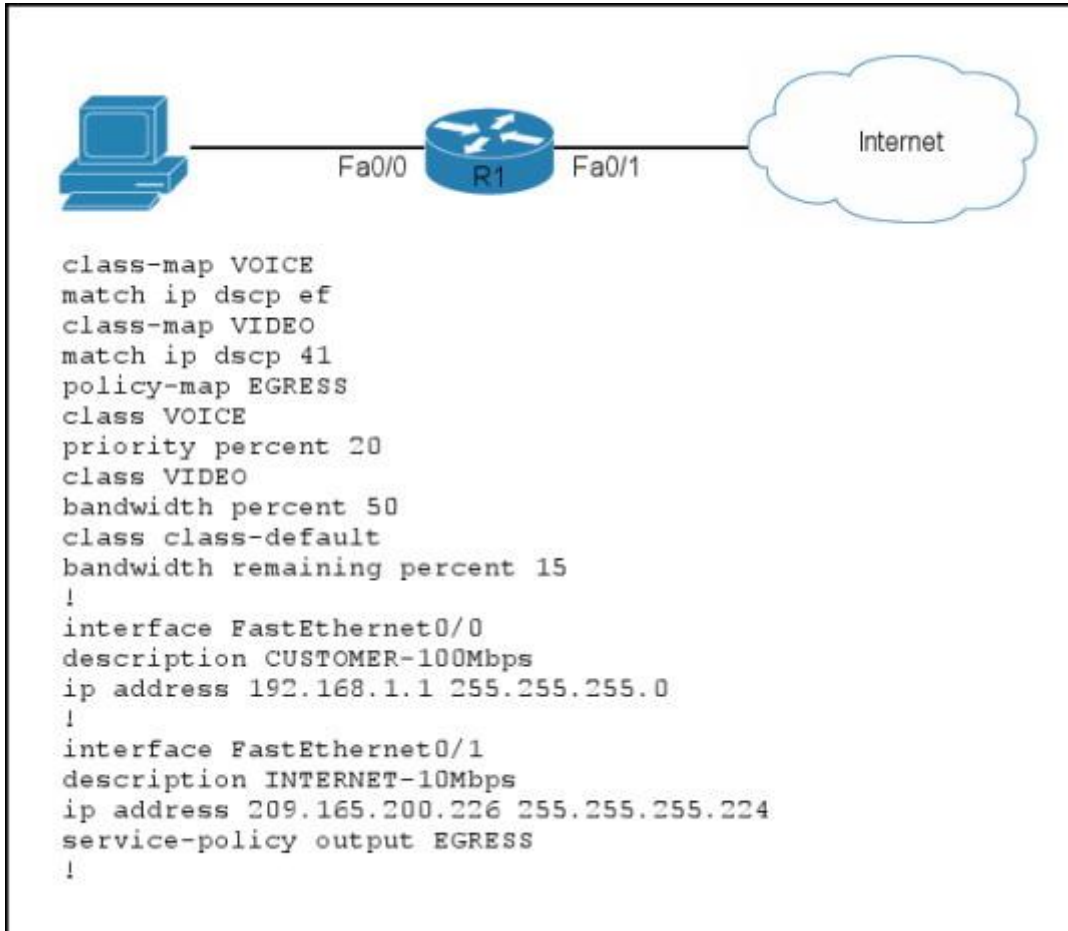 Internet
Fa0/0
R1
Fa0/1
class-map VOICE
match ip dscp ef
class-map VIDEO
match ip dscp 41
policy-map EGRESS
class VOICE
priority percent 20
class VIDEO
bandwidth percent 50
class class-default
bandwidth remaining percent 15
!
interface FastEthernet0/0
description CUSTOMER-100Mbps
ip address 192.168.1.1 255.255.255.0
!
interface FastEthernet0/1
description INTERNET-10Mbps
ip address 209.165.200.226 255.255.255.224
service-policy output EGRESS
!